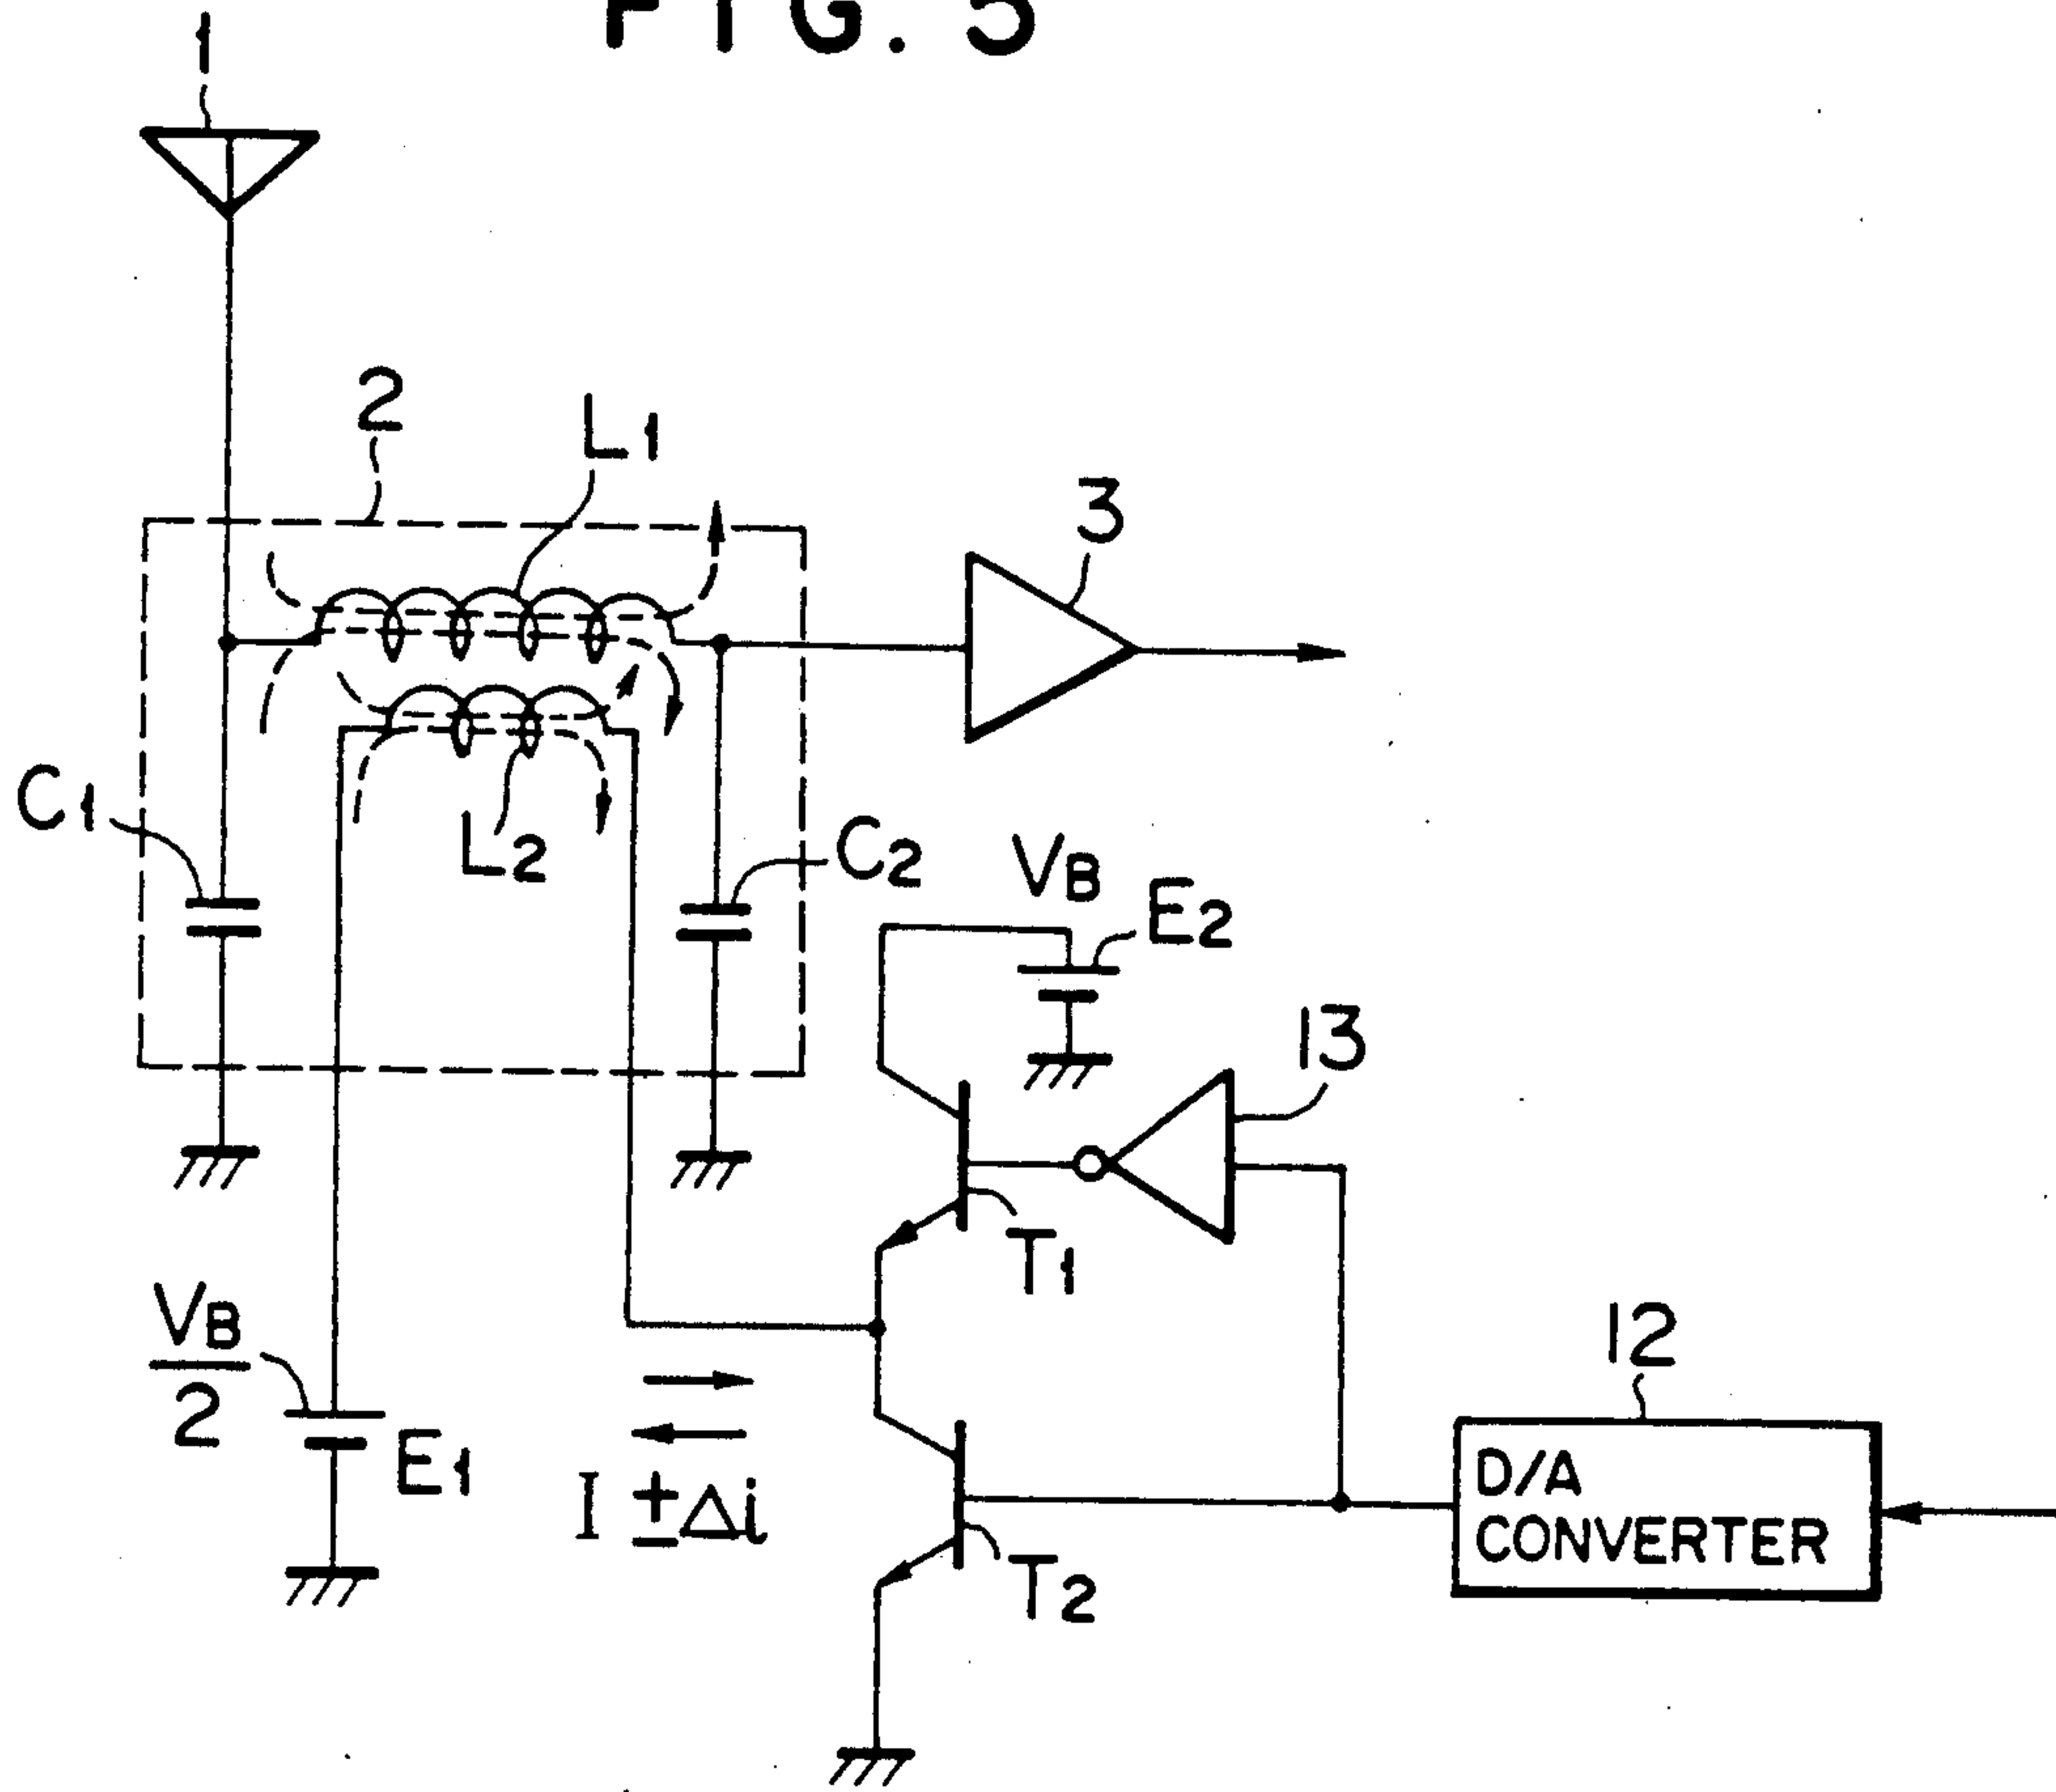 FIG. 5
1
2
L1
3
C1
L2
C2
VB
E2
13
T1
VB
2
E1
I ±Δi
12
D/A
CONVERTER
T2